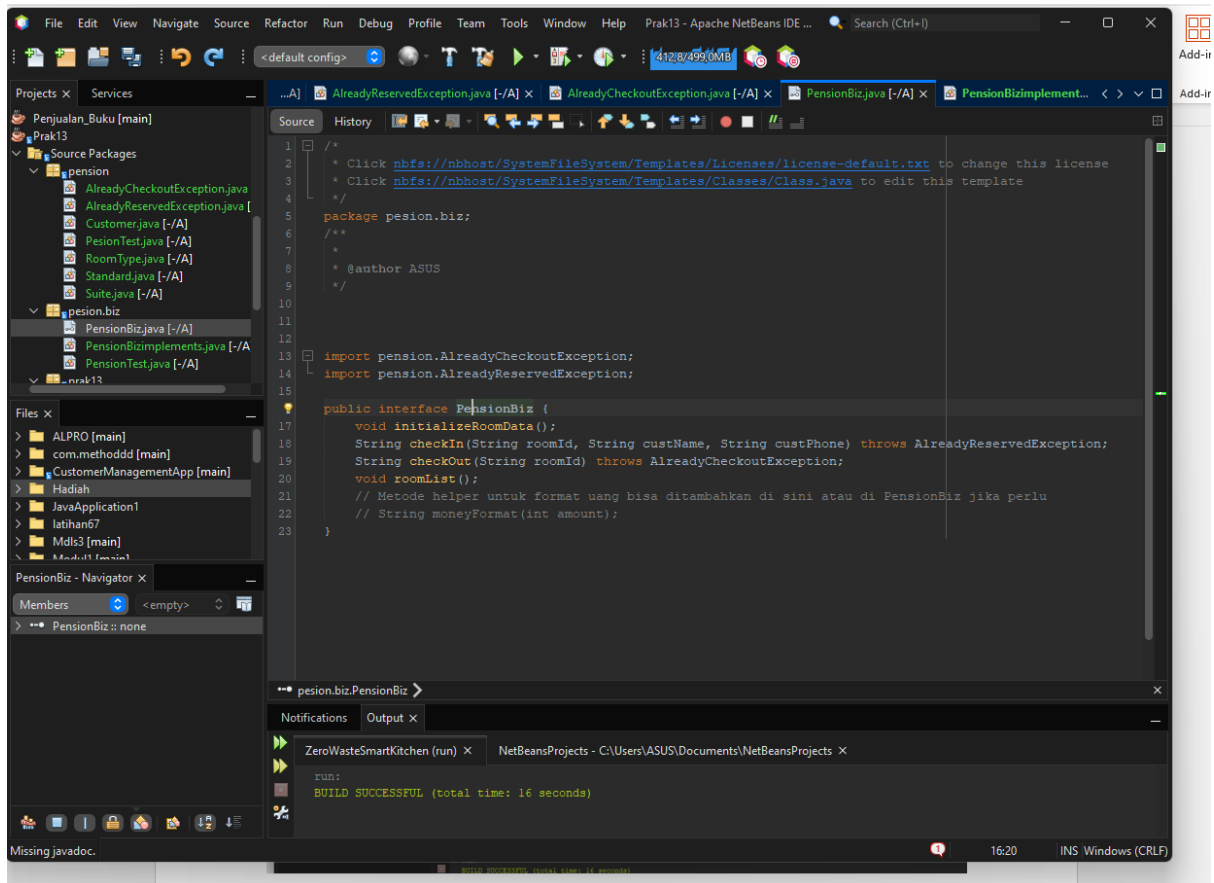 File Edit View Navigate Source Refactor Run Debug Profile Team Tools Window Help Prak13 - Apache NetBeans IDE ... Search (Ctrl+I)
<default config> 412,8/499,0MB
Add-in
Projects Services
...A] AlreadyReservedException.java [-/A] AlreadyCheckoutException.java [-/A] PensionBiz.java [-/A] PensionBizimplement...
Add-in
Source History
Penjualan_Buku [main]
Prak13
Source Packages
pension
AlreadyCheckoutException.java
AlreadyReservedException.java [
Customer.java [-/A]
PesionTest.java [-/A]
RoomType.java [-/A]
Standard.java [-/A]
Suite.java [-/A]
pesion.biz
PensionBiz.java [-/A]
PensionBizimplements.java [-/A
PensionTest.java [-/A]
prak13
Files
ALPRO [main]
com.methoddd [main]
CustomerManagementApp [main]
Hadiah
JavaApplication1
latihan67
Mdls3 [main]
Modul1 [main]
PensionBiz - Navigator
Members <empty>
PensionBiz :: none
1 /*
2 * Click nbfs://nbhost/SystemFileSystem/Templates/Licenses/license-default.txt to change this license
3 * Click nbfs://nbhost/SystemFileSystem/Templates/Classes/Class.java to edit this template
4 */
5 package pesion.biz;
6 /**
7 *
8 * @author ASUS
9 */
10
11
12
13 import pension.AlreadyCheckoutException;
14 import pension.AlreadyReservedException;
15
public interface PensionBiz {
17 void initializeRoomData();
18 String checkIn(String roomId, String custName, String custPhone) throws AlreadyReservedException;
19 String checkOut(String roomId) throws AlreadyCheckoutException;
20 void roomList();
21 // Metode helper untuk format uang bisa ditambahkan di sini atau di PensionBiz jika perlu
22 // String moneyFormat(int amount);
23 }
pesion.biz.PensionBiz
Notifications Output
ZeroWasteSmartKitchen (run) NetBeansProjects - C:\Users\ASUS\Documents\NetBeansProjects
run:
BUILD SUCCESSFUL (total time: 16 seconds)
Missing javadoc. 1 16:20 INS Windows (CRLF)
BUILD SUCCESSFUL (total time: 16 seconds)